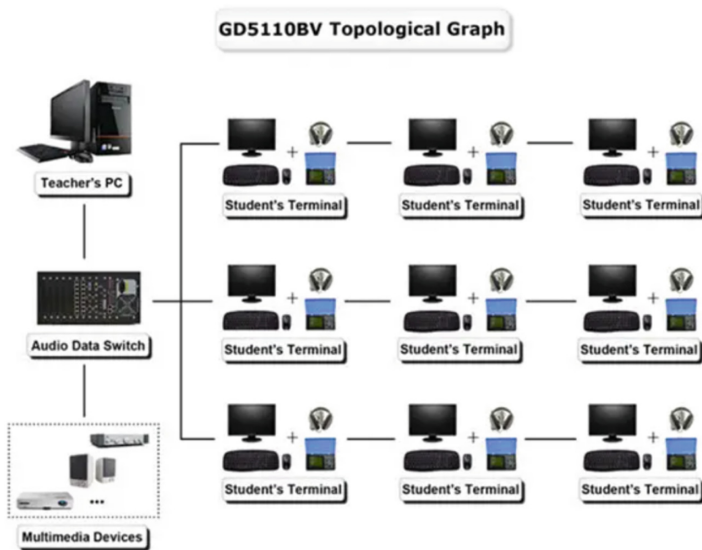 GD5110BV Topological Graph
Teacher's PC
Student's Terminal
Student's Terminal
Student's Terminal
Audio Data Switch
Student's Terminal
Student's Terminal
Student's Terminal
Multimedia Devices
Student's Terminal
Student's Terminal
Student's Terminal